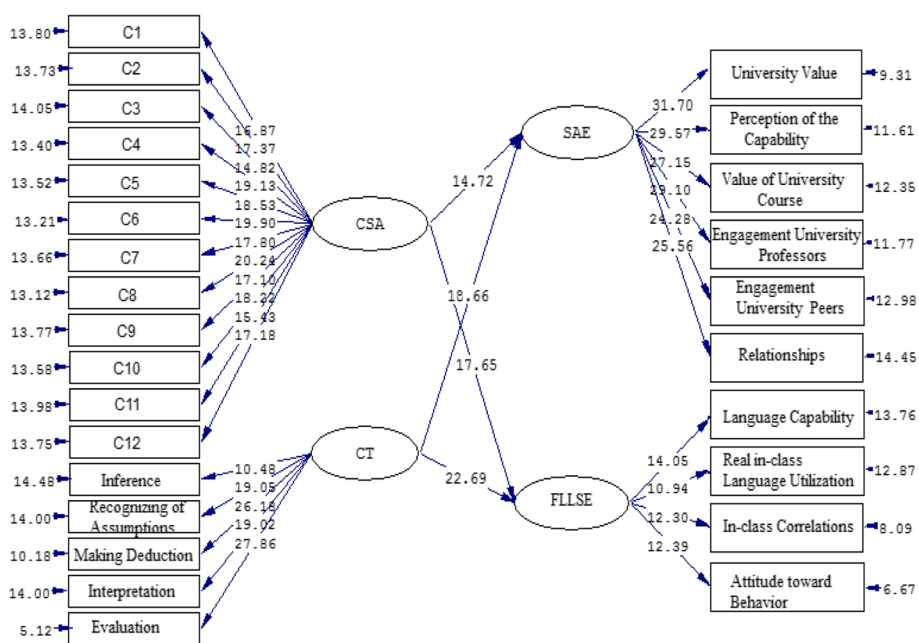 13.80 C1
13.73 C2
14.05 C3
13.40 C4
13.52 C5
13.21 C6
13.66 C7
13.12 C8
13.77 C9
13.58 C10
13.98 C11
13.75 C12
14.48 Inference
14.00 Recognizing of
Assumptions
10.18 Making Deduction
14.00 Interpretation
5.12 Evaluation
16.87
17.37
14.82
19.13
18.53
19.90
17.80
20.24
17.10
18.22
15.43
17.18
10.48
19.05
26.18
19.02
27.86
CSA
CT
14.72
18.66
17.65
22.69
SAE
FLLSE
31.70
29.57
27.15
29.10
24.28
25.56
14.05
10.94
12.30
12.39
University Value 9.31
Perception of the
Capability 11.61
Value of University
Course 12.35
Engagement University
Professors 11.77
Engagement
University Peers 12.98
Relationships 14.45
Language Capability 13.76
Real in-class
Language Utilization 12.87
In-class Correlations 8.09
Attitude toward
Behavior 6.67